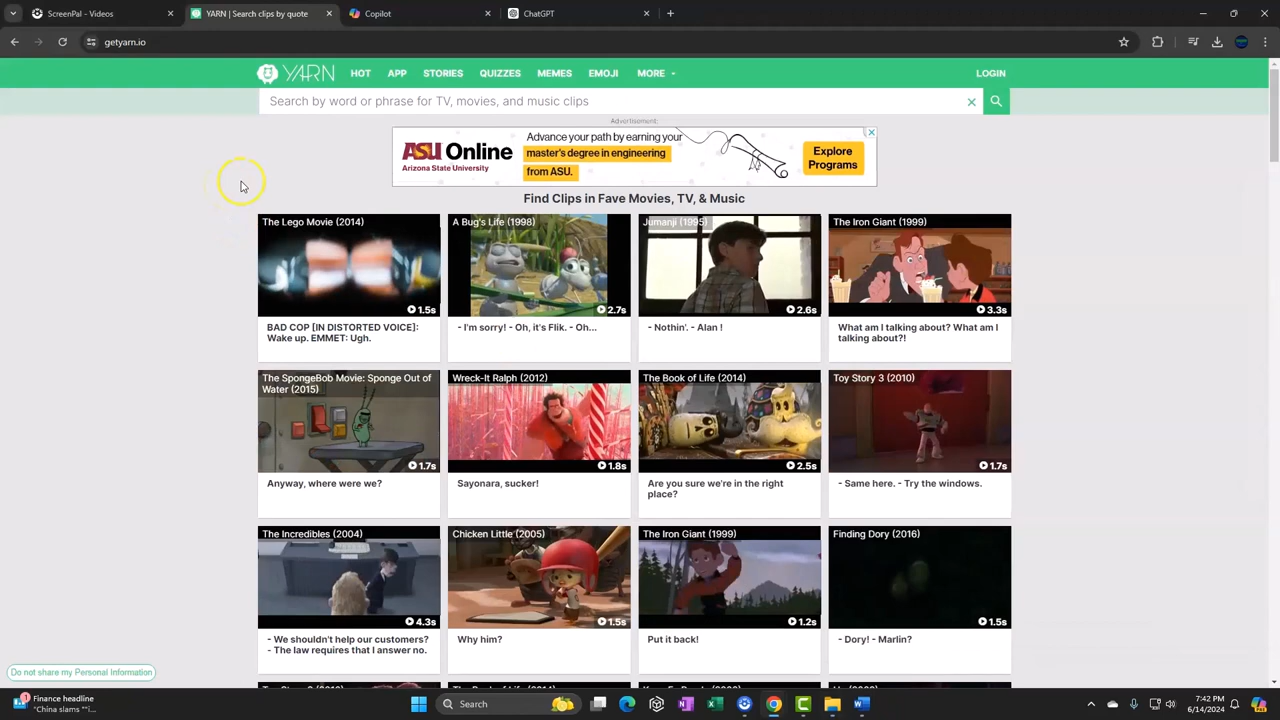 ScreenPal - Videos
YARN | Search clips by quote
Copilot
ChatGPT
getyarn.io
YARN
HOT
APP
STORIES
QUIZZES
MEMES
EMOJI
MORE
LOGIN
Search by word or phrase for TV, movies, and music clips
Advertisement:
ASU Online
Arizona State University
Advance your path by earning your
master's degree in engineering
from ASU.
Explore
Programs
Find Clips in Fave Movies, TV, & Music
The Lego Movie (2014)
A Bug's Life (1998)
Jumanji (1995)
The Iron Giant (1999)
1.5s
2.7s
2.6s
3.3s
BAD COP [IN DISTORTED VOICE]:
Wake up. EMMET: Ugh.
- I'm sorry! - Oh, it's Flik. - Oh...
- Nothin'. - Alan !
What am I talking about? What am I
talking about?!
The SpongeBob Movie: Sponge Out of
Water (2015)
Wreck-It Ralph (2012)
The Book of Life (2014)
Toy Story 3 (2010)
1.7s
1.8s
2.5s
1.7s
Anyway, where were we?
Sayonara, sucker!
Are you sure we're in the right
place?
- Same here. - Try the windows.
The Incredibles (2004)
Chicken Little (2005)
The Iron Giant (1999)
Finding Dory (2016)
4.3s
1.5s
1.2s
1.5s
- We shouldn't help our customers?
- The law requires that I answer no.
Why him?
Put it back!
- Dory! - Marlin?
Do not share my Personal Information
1
Finance headline
"China slams "'i...
Search
7:42 PM
6/14/2024